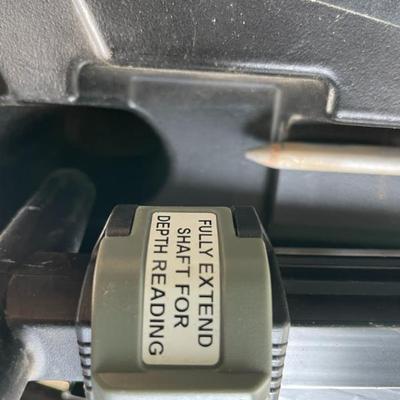 FULLY EXTEND
SHAFT FOR
DEPTH READING